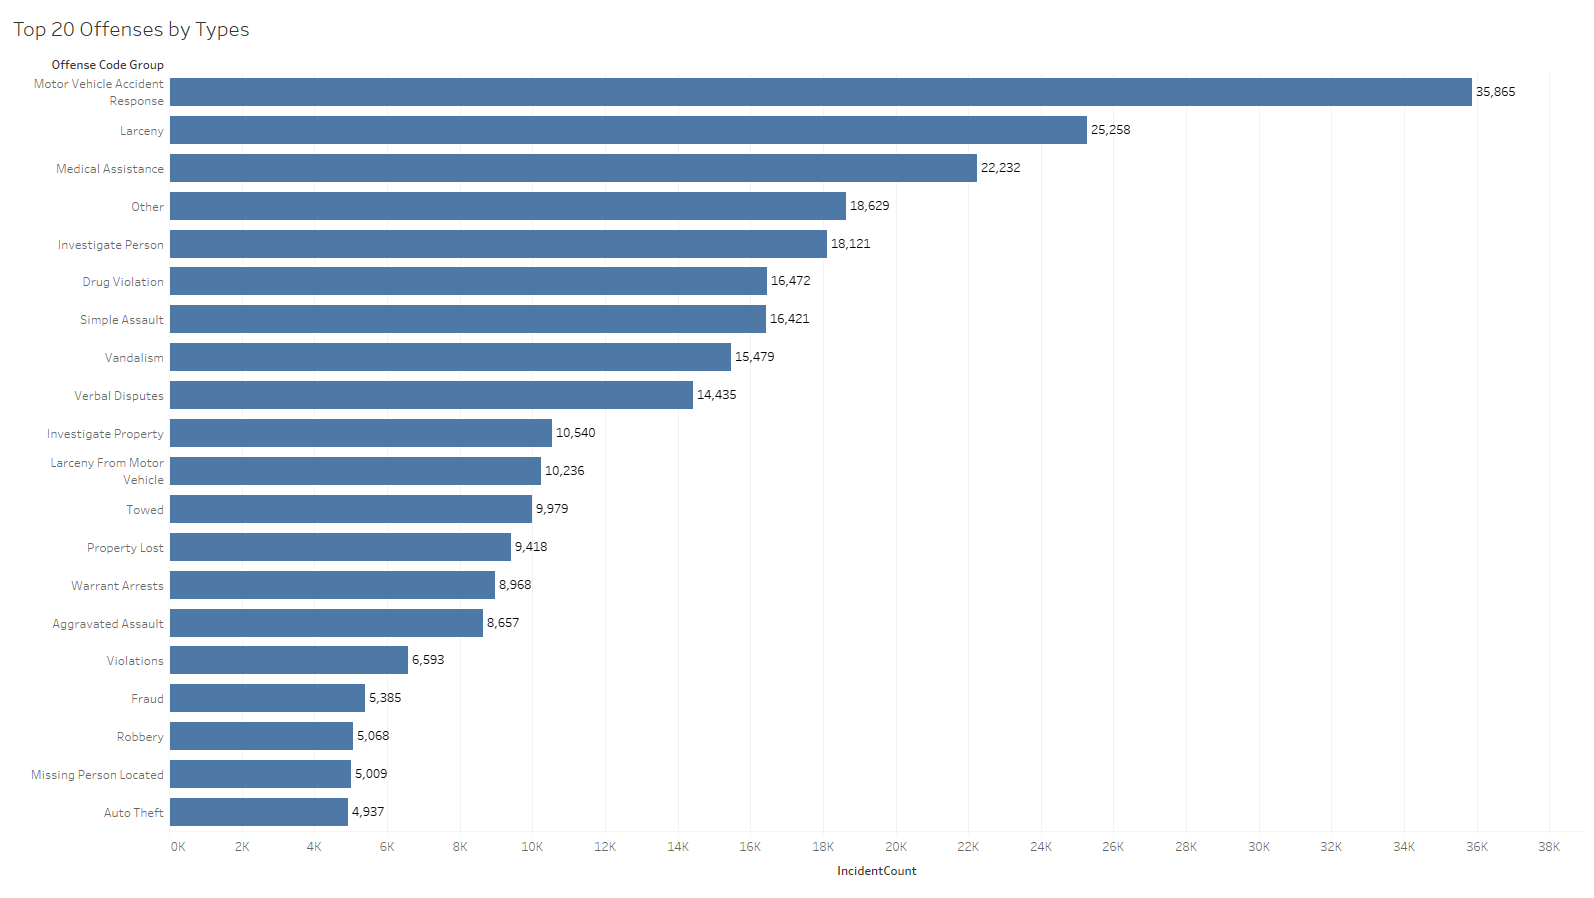 Top 20 Offenses by Types
Offense Code Group
Motor Vehicle Accident
Response
35,865
Larceny
25,258
Medical Assistance
22,232
Other
18,629
Investigate Person
18,121
Drug Violation
16,472
Simple Assault
16,421
Vandalism
15,479
Verbal Disputes
14,435
Investigate Property
10,540
Larceny From Motor
Vehicle
10,236
Towed
9,979
Property Lost
9,418
Warrant Arrests
8,968
Aggravated Assault
8,657
Violations
6,593
Fraud
5,385
Robbery
5,068
Missing Person Located
5,009
Auto Theft
4,937
0K 2K 4K 6K 8K 10K 12K 14K 16K 18K 20K 22K 24K 26K 28K 30K 32K 34K 36K 38K
IncidentCount